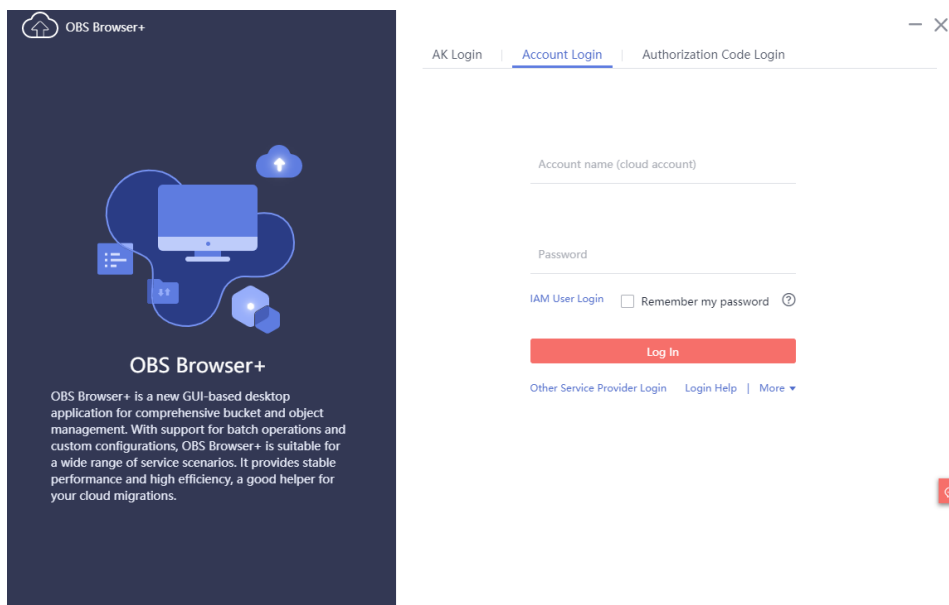 OBS Browser+
AK Login | Account Login | Authorization Code Login
Account name (cloud account)
Password
IAM User Login Remember my password ?
Log In
Other Service Provider Login Login Help | More
OBS Browser+
OBS Browser+ is a new GUI-based desktop
application for comprehensive bucket and object
management. With support for batch operations and
custom configurations, OBS Browser+ is suitable for
a wide range of service scenarios. It provides stable
performance and high efficiency, a good helper for
your cloud migrations.